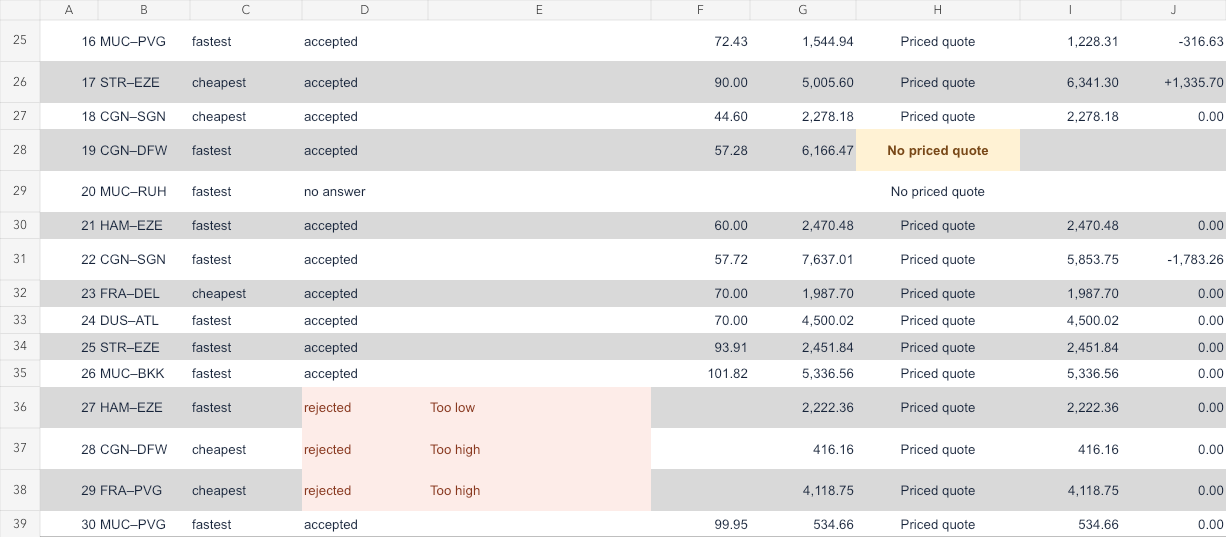 A B C D E F G H I J
25 16 MUC–PVG fastest accepted 72.43 1,544.94 Priced quote 1,228.31 -316.63
26 17 STR–EZE cheapest accepted 90.00 5,005.60 Priced quote 6,341.30 +1,335.70
27 18 CGN–SGN cheapest accepted 44.60 2,278.18 Priced quote 2,278.18 0.00
28 19 CGN–DFW fastest accepted 57.28 6,166.47 No priced quote
29 20 MUC–RUH fastest no answer No priced quote
30 21 HAM–EZE fastest accepted 60.00 2,470.48 Priced quote 2,470.48 0.00
31 22 CGN–SGN fastest accepted 57.72 7,637.01 Priced quote 5,853.75 -1,783.26
32 23 FRA–DEL cheapest accepted 70.00 1,987.70 Priced quote 1,987.70 0.00
33 24 DUS–ATL fastest accepted 70.00 4,500.02 Priced quote 4,500.02 0.00
34 25 STR–EZE fastest accepted 93.91 2,451.84 Priced quote 2,451.84 0.00
35 26 MUC–BKK fastest accepted 101.82 5,336.56 Priced quote 5,336.56 0.00
36 27 HAM–EZE fastest rejected Too low 2,222.36 Priced quote 2,222.36 0.00
37 28 CGN–DFW cheapest rejected Too high 416.16 Priced quote 416.16 0.00
38 29 FRA–PVG cheapest rejected Too high 4,118.75 Priced quote 4,118.75 0.00
39 30 MUC–PVG fastest accepted 99.95 534.66 Priced quote 534.66 0.00